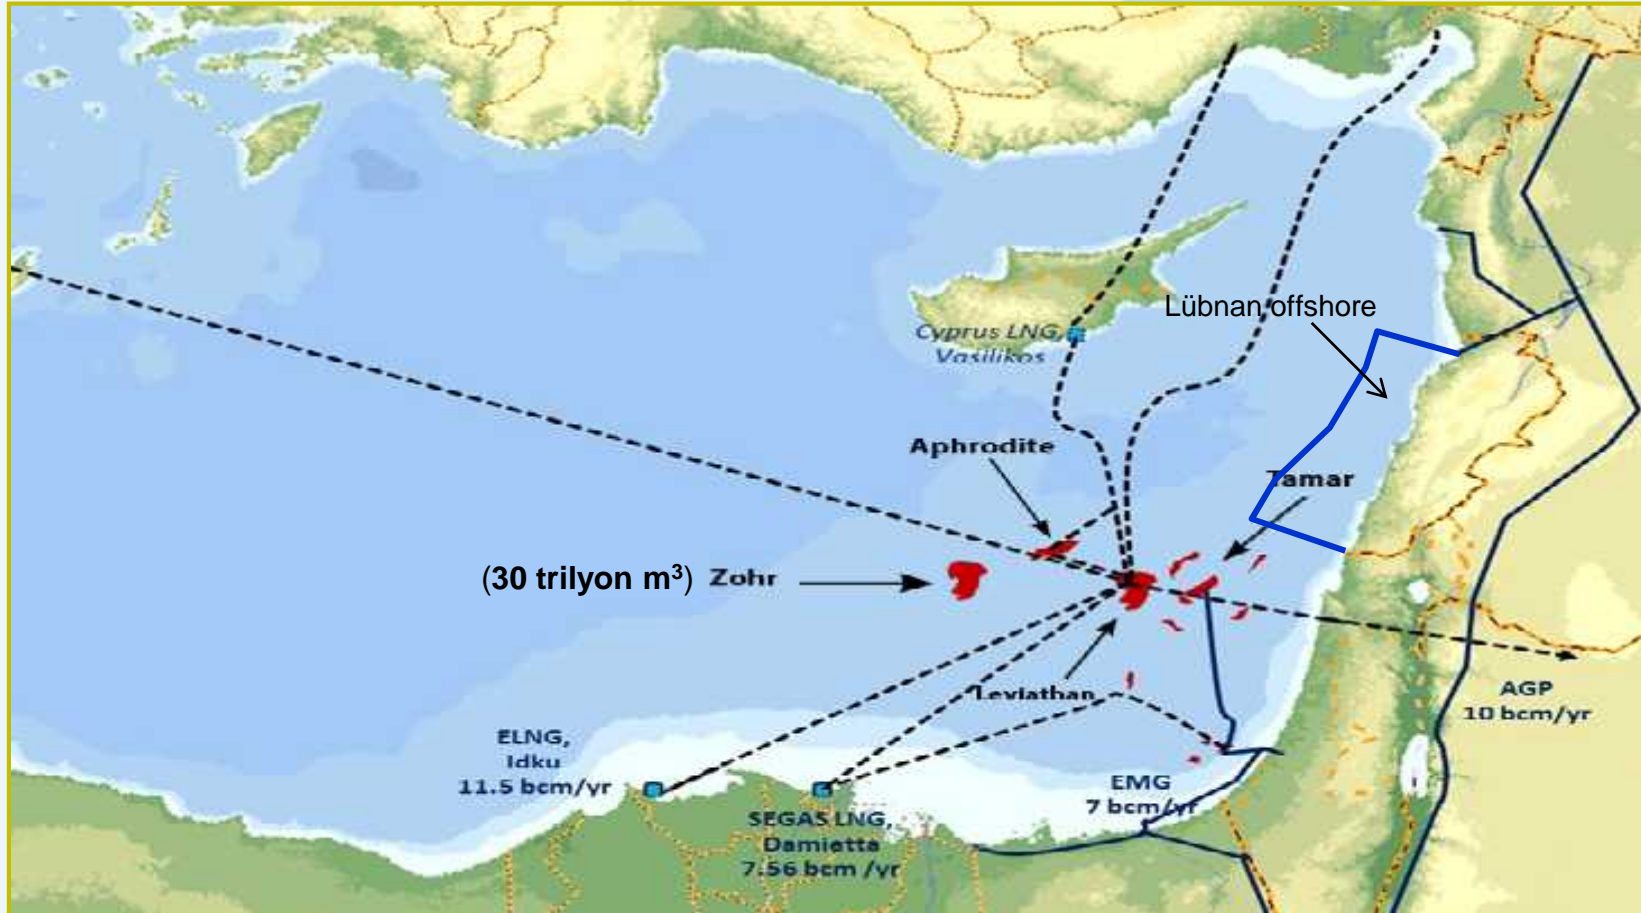 Lübnan offshore
Cyprus LNG,
Vasilikos
Aphrodite
Tamar
(30 trilyon m³) Zohr
Leviathan
AGP
10 bcm/yr
ELNG,
Idku
11.5 bcm/yr
EMG
7 bcm/yr
SEGAS LNG,
Damietta
7.56 bcm /yr